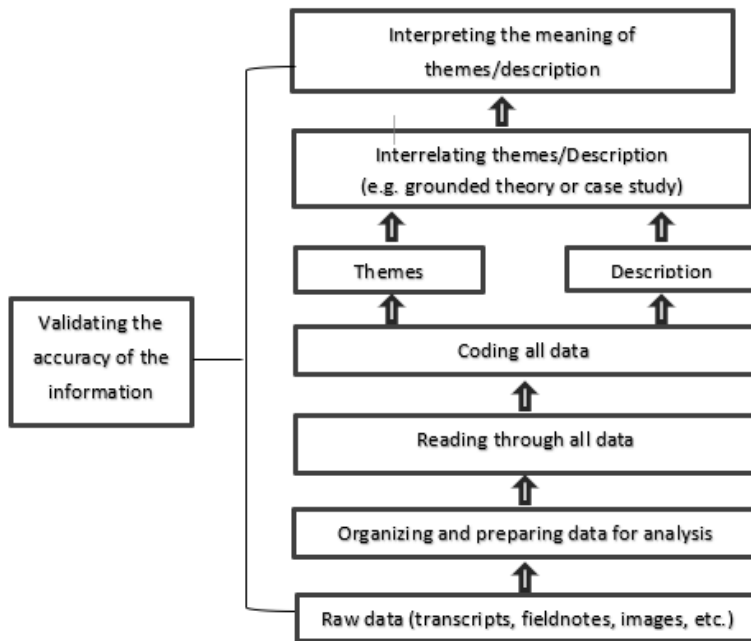 Interpreting the meaning of
themes/description
Interrelating themes/Description
(e.g. grounded theory or case study)
Themes
Description
Validating the
accuracy of the
information
Coding all data
Reading through all data
Organizing and preparing data for analysis
Raw data (transcripts, fieldnotes, images, etc.)